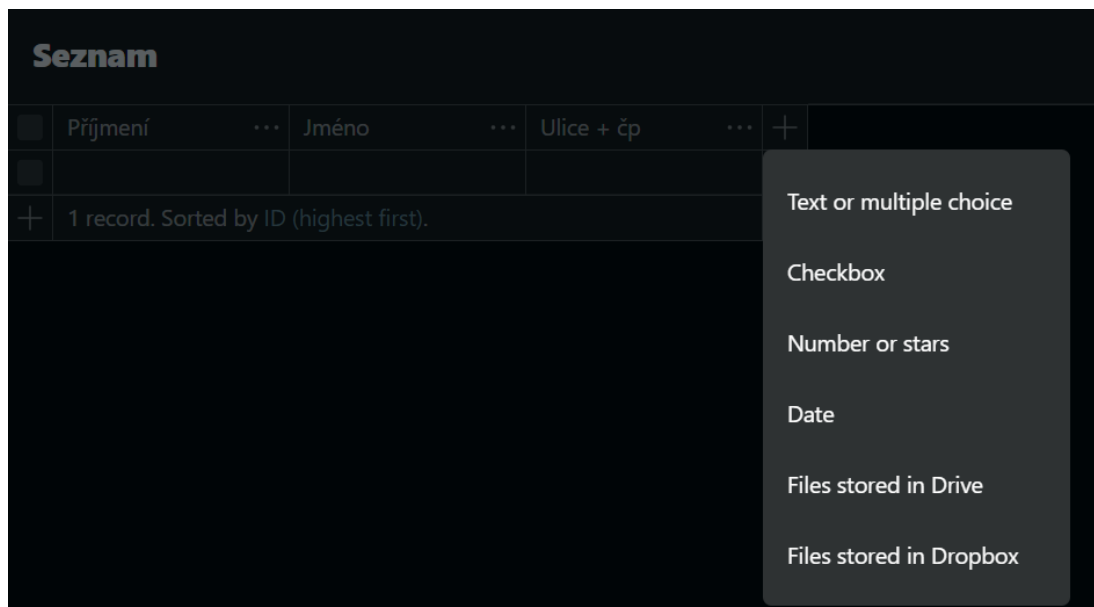 Seznam
Příjmení ··· Jméno ··· Ulice + čp ··· +
+ 1 record. Sorted by ID (highest first).
Text or multiple choice
Checkbox
Number or stars
Date
Files stored in Drive
Files stored in Dropbox